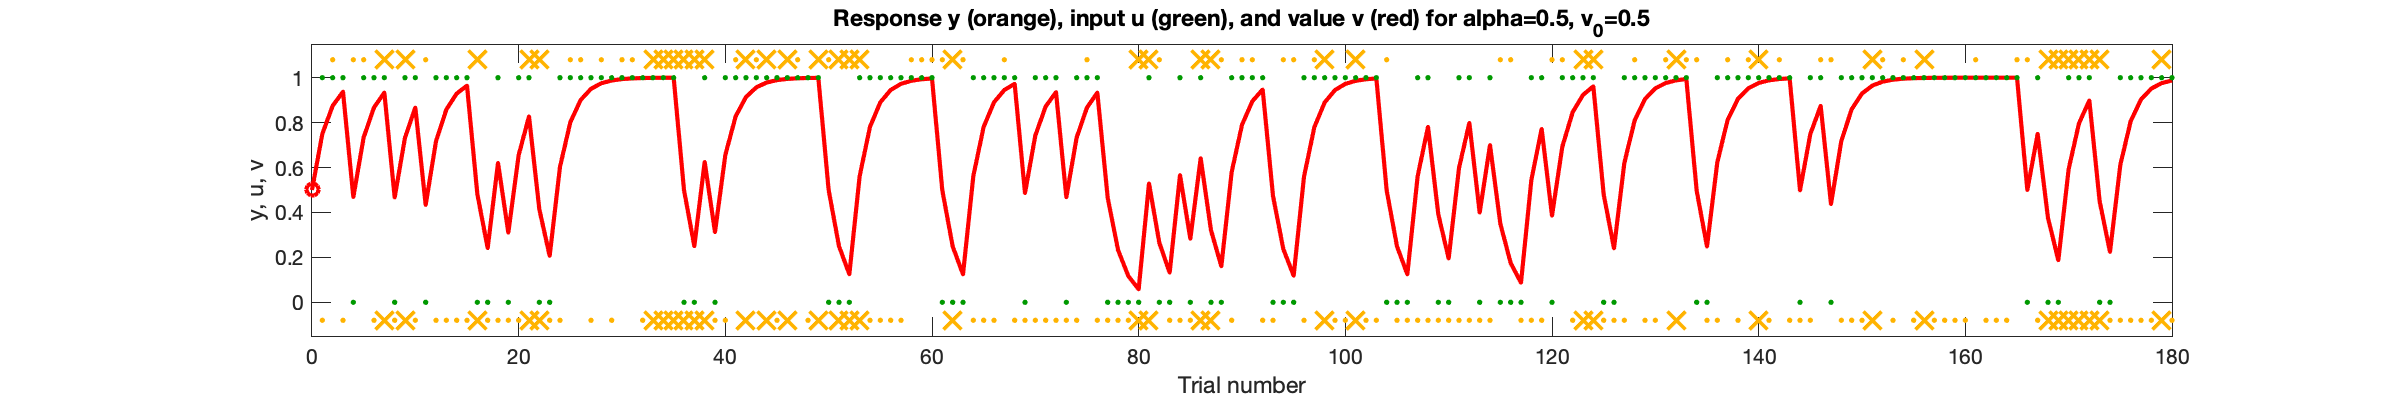 Response y (orange), input u (green), and value v (red) for alpha=0.5, v0=0.5
y, u, v
1
0.8
0.6
0.4
0.2
0
0 20 40 60 80 100 120 140 160 180
Trial number